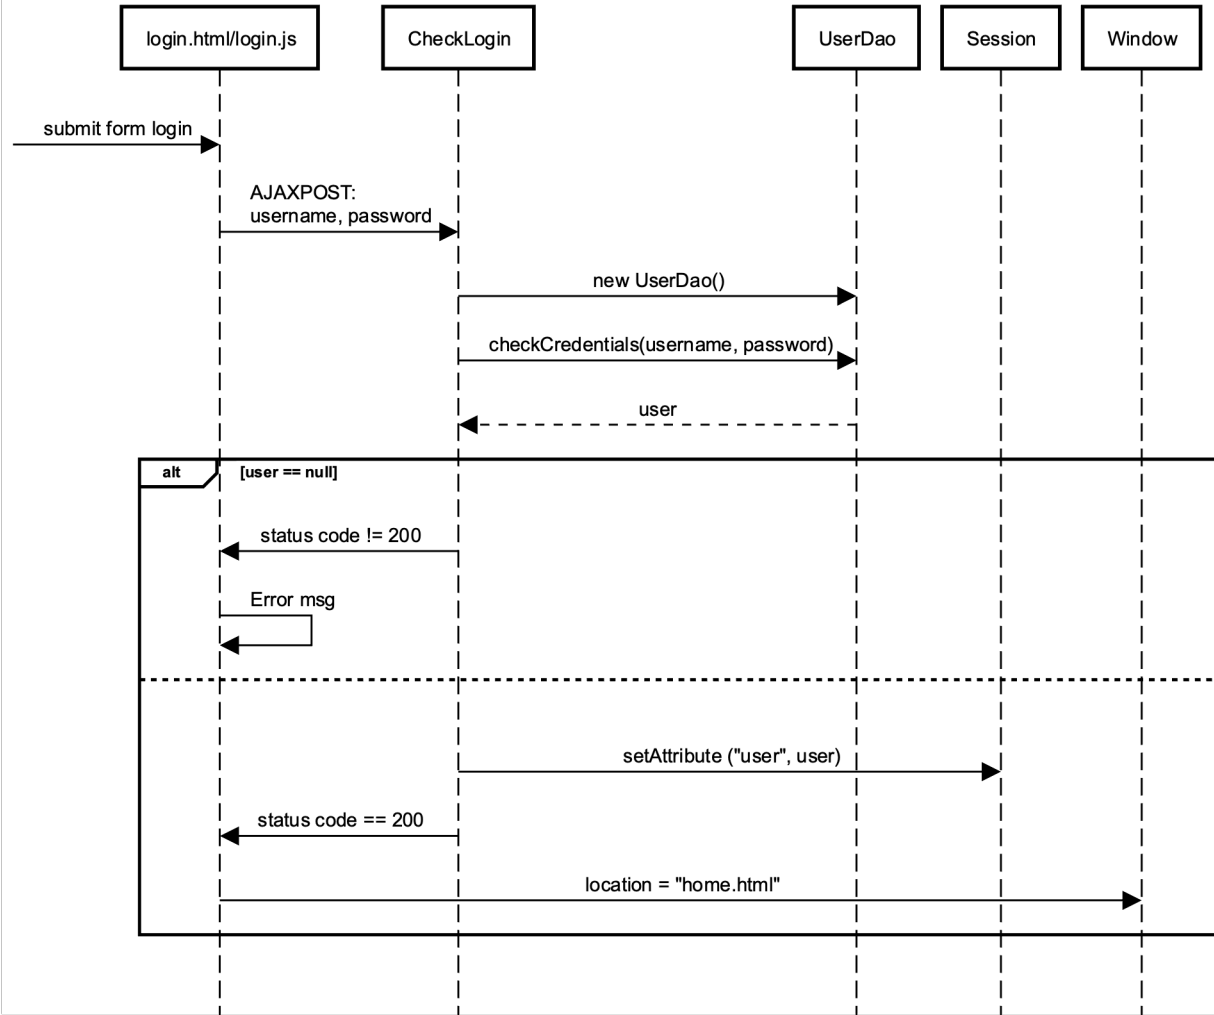 login.html/login.js
CheckLogin
UserDao
Session
Window
submit form login
AJAXPOST:
username, password
new UserDao()
checkCredentials(username, password)
user
alt
[user == null]
status code != 200
Error msg
setAttribute ("user", user)
status code == 200
location = "home.html"